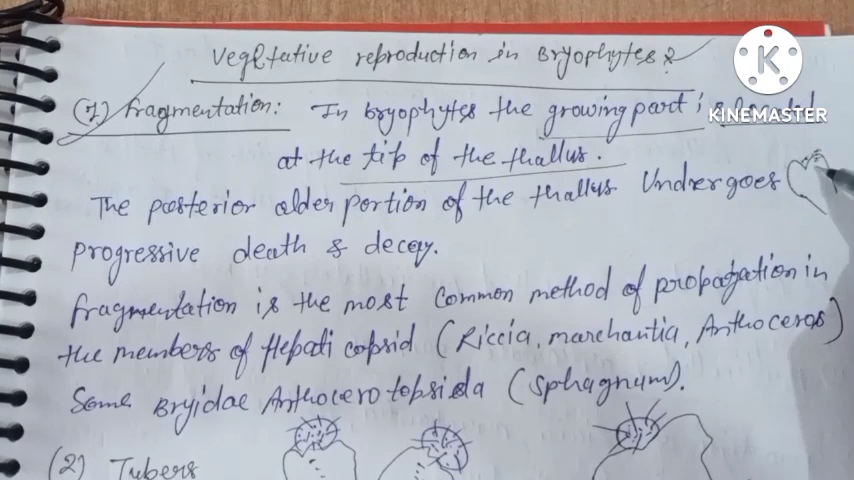 Vegetative reproduction in Bryophytes?
(1) fragmentation: In bryophytes the growing part is located
at the tip of the thallus.
The posterior older portion of the thallus Undergoes
progressive death & decay.
fragmentation is the most common method of propagation in
the members of Hepaticopsid (Riccia, marchantia, Anthoceros)
Some Bryidae Anthocerotopsida (Sphagnum).
(2) Tubers
K
KINEMASTER